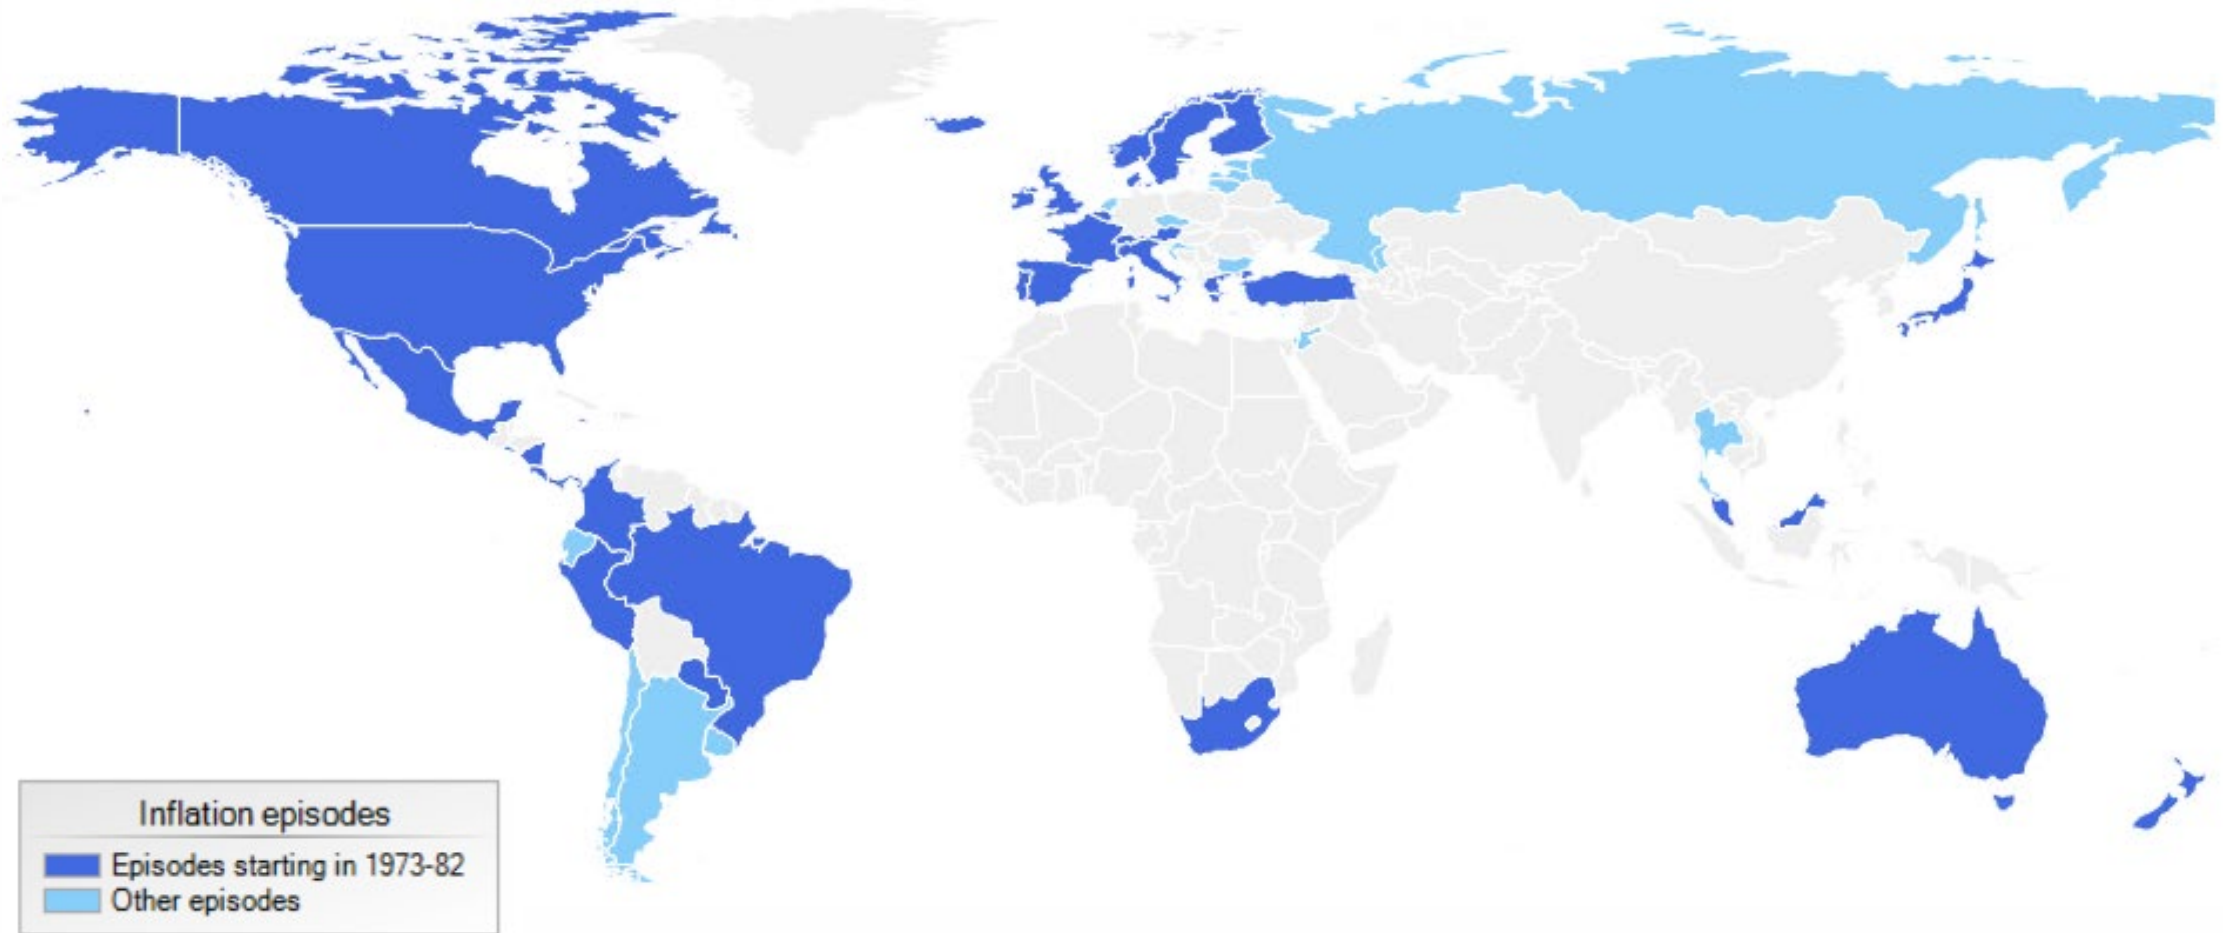 Inflation episodes
Episodes starting in 1973-82
Other episodes